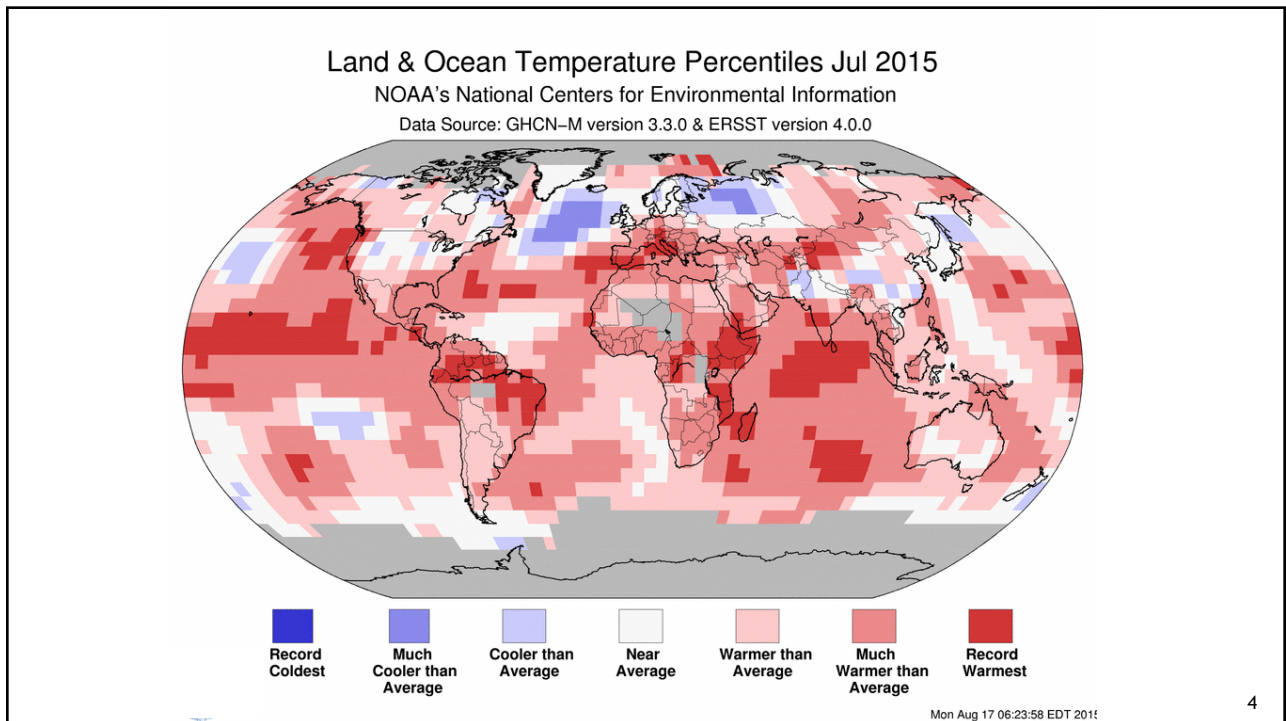 Land & Ocean Temperature Percentiles Jul 2015
NOAA's National Centers for Environmental Information
Data Source: GHCN−M version 3.3.0 & ERSST version 4.0.0
Record
Coldest
Much
Cooler than
Average
Cooler than
Average
Near
Average
Warmer than
Average
Much
Warmer than
Average
Record
Warmest
Mon Aug 17 06:23:58 EDT 2015
4